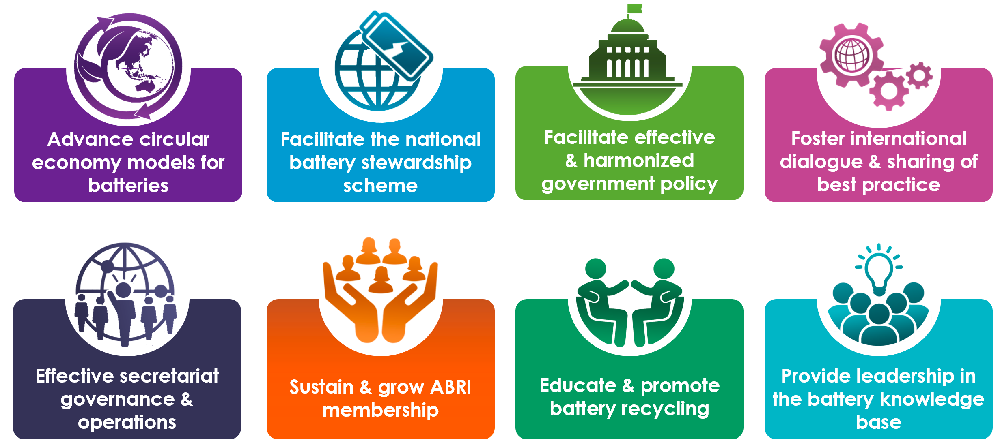 Advance circular
economy models for
batteries
Facilitate the national
battery stewardship
scheme
Facilitate effective
& harmonized
government policy
Foster international
dialogue & sharing of
best practice
Effective secretariat
governance &
operations
Sustain & grow ABRI
membership
Educate & promote
battery recycling
Provide leadership in
the battery knowledge
base